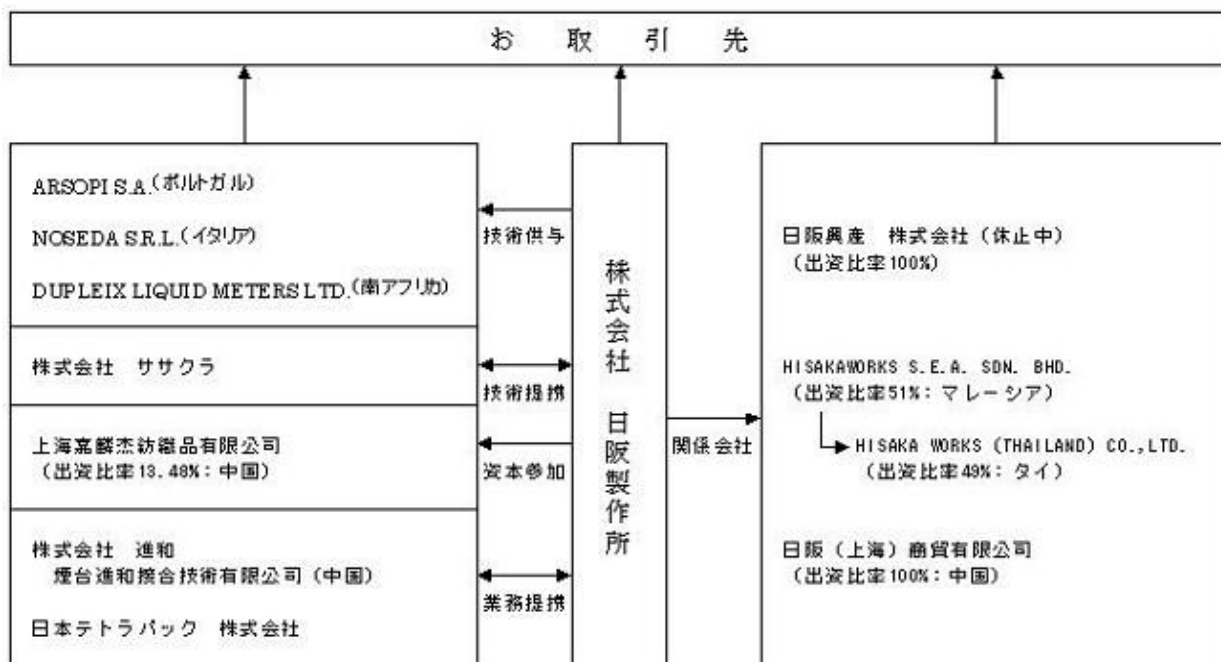 お取引先
ARSOPI S.A.(ポルトガル)
NOSEDA S.R.L.(イタリア)
DUPLEIX LIQUID METERS LTD.(南アフリカ)
株式会社　ササクラ
上海嘉麟杰紡織品有限公司
(出資比率13.48%：中国)
株式会社　進和
煙台進和接合技術有限公司（中国）
日本テトラパック　株式会社
技術供与
技術提携
資本参加
業務提携
株式会社　日阪製作所
関係会社
日阪興産　株式会社（休止中）
(出資比率100%)
HISAKAWORKS S.E.A. SDN. BHD.
(出資比率51%：マレーシア)
HISAKA WORKS (THAILAND) CO.,LTD.
(出資比率49%：タイ)
日阪（上海）商貿有限公司
(出資比率100%：中国)